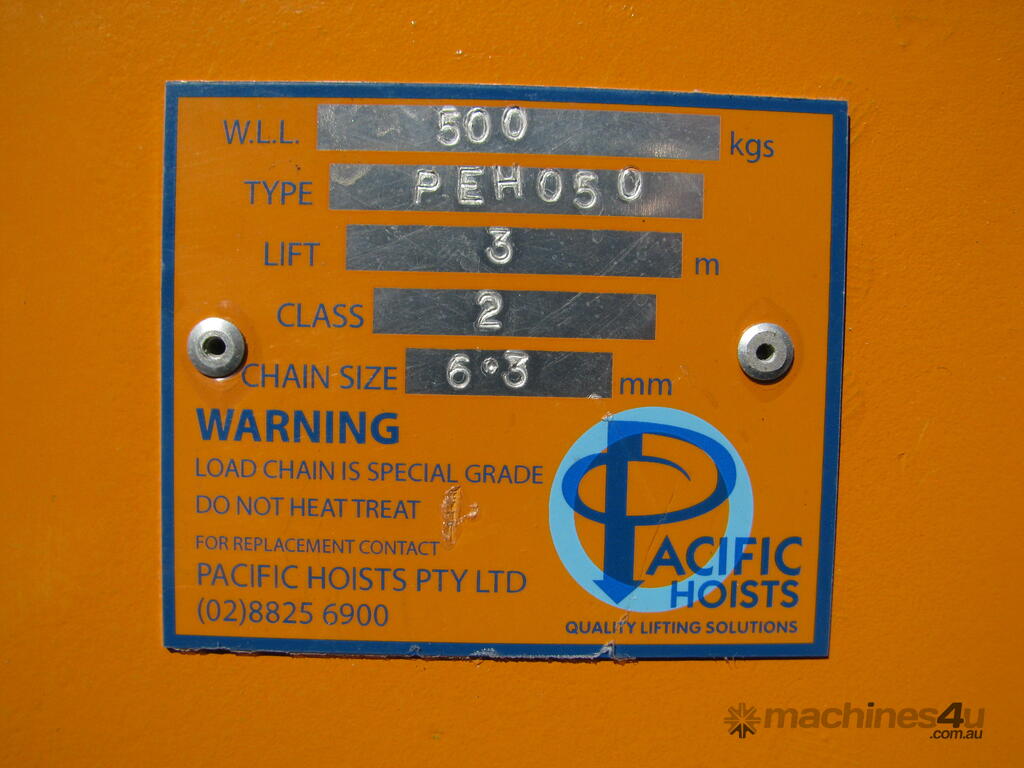 W.L.L. 500 kgs
TYPE PEH050
LIFT 3 m
CLASS 2
CHAIN SIZE 6.3 mm
WARNING
LOAD CHAIN IS SPECIAL GRADE
DO NOT HEAT TREAT
FOR REPLACEMENT CONTACT
PACIFIC HOISTS PTY LTD
(02)8825 6900
PACIFIC
HOISTS
QUALITY LIFTING SOLUTIONS
machines4u
.com.au